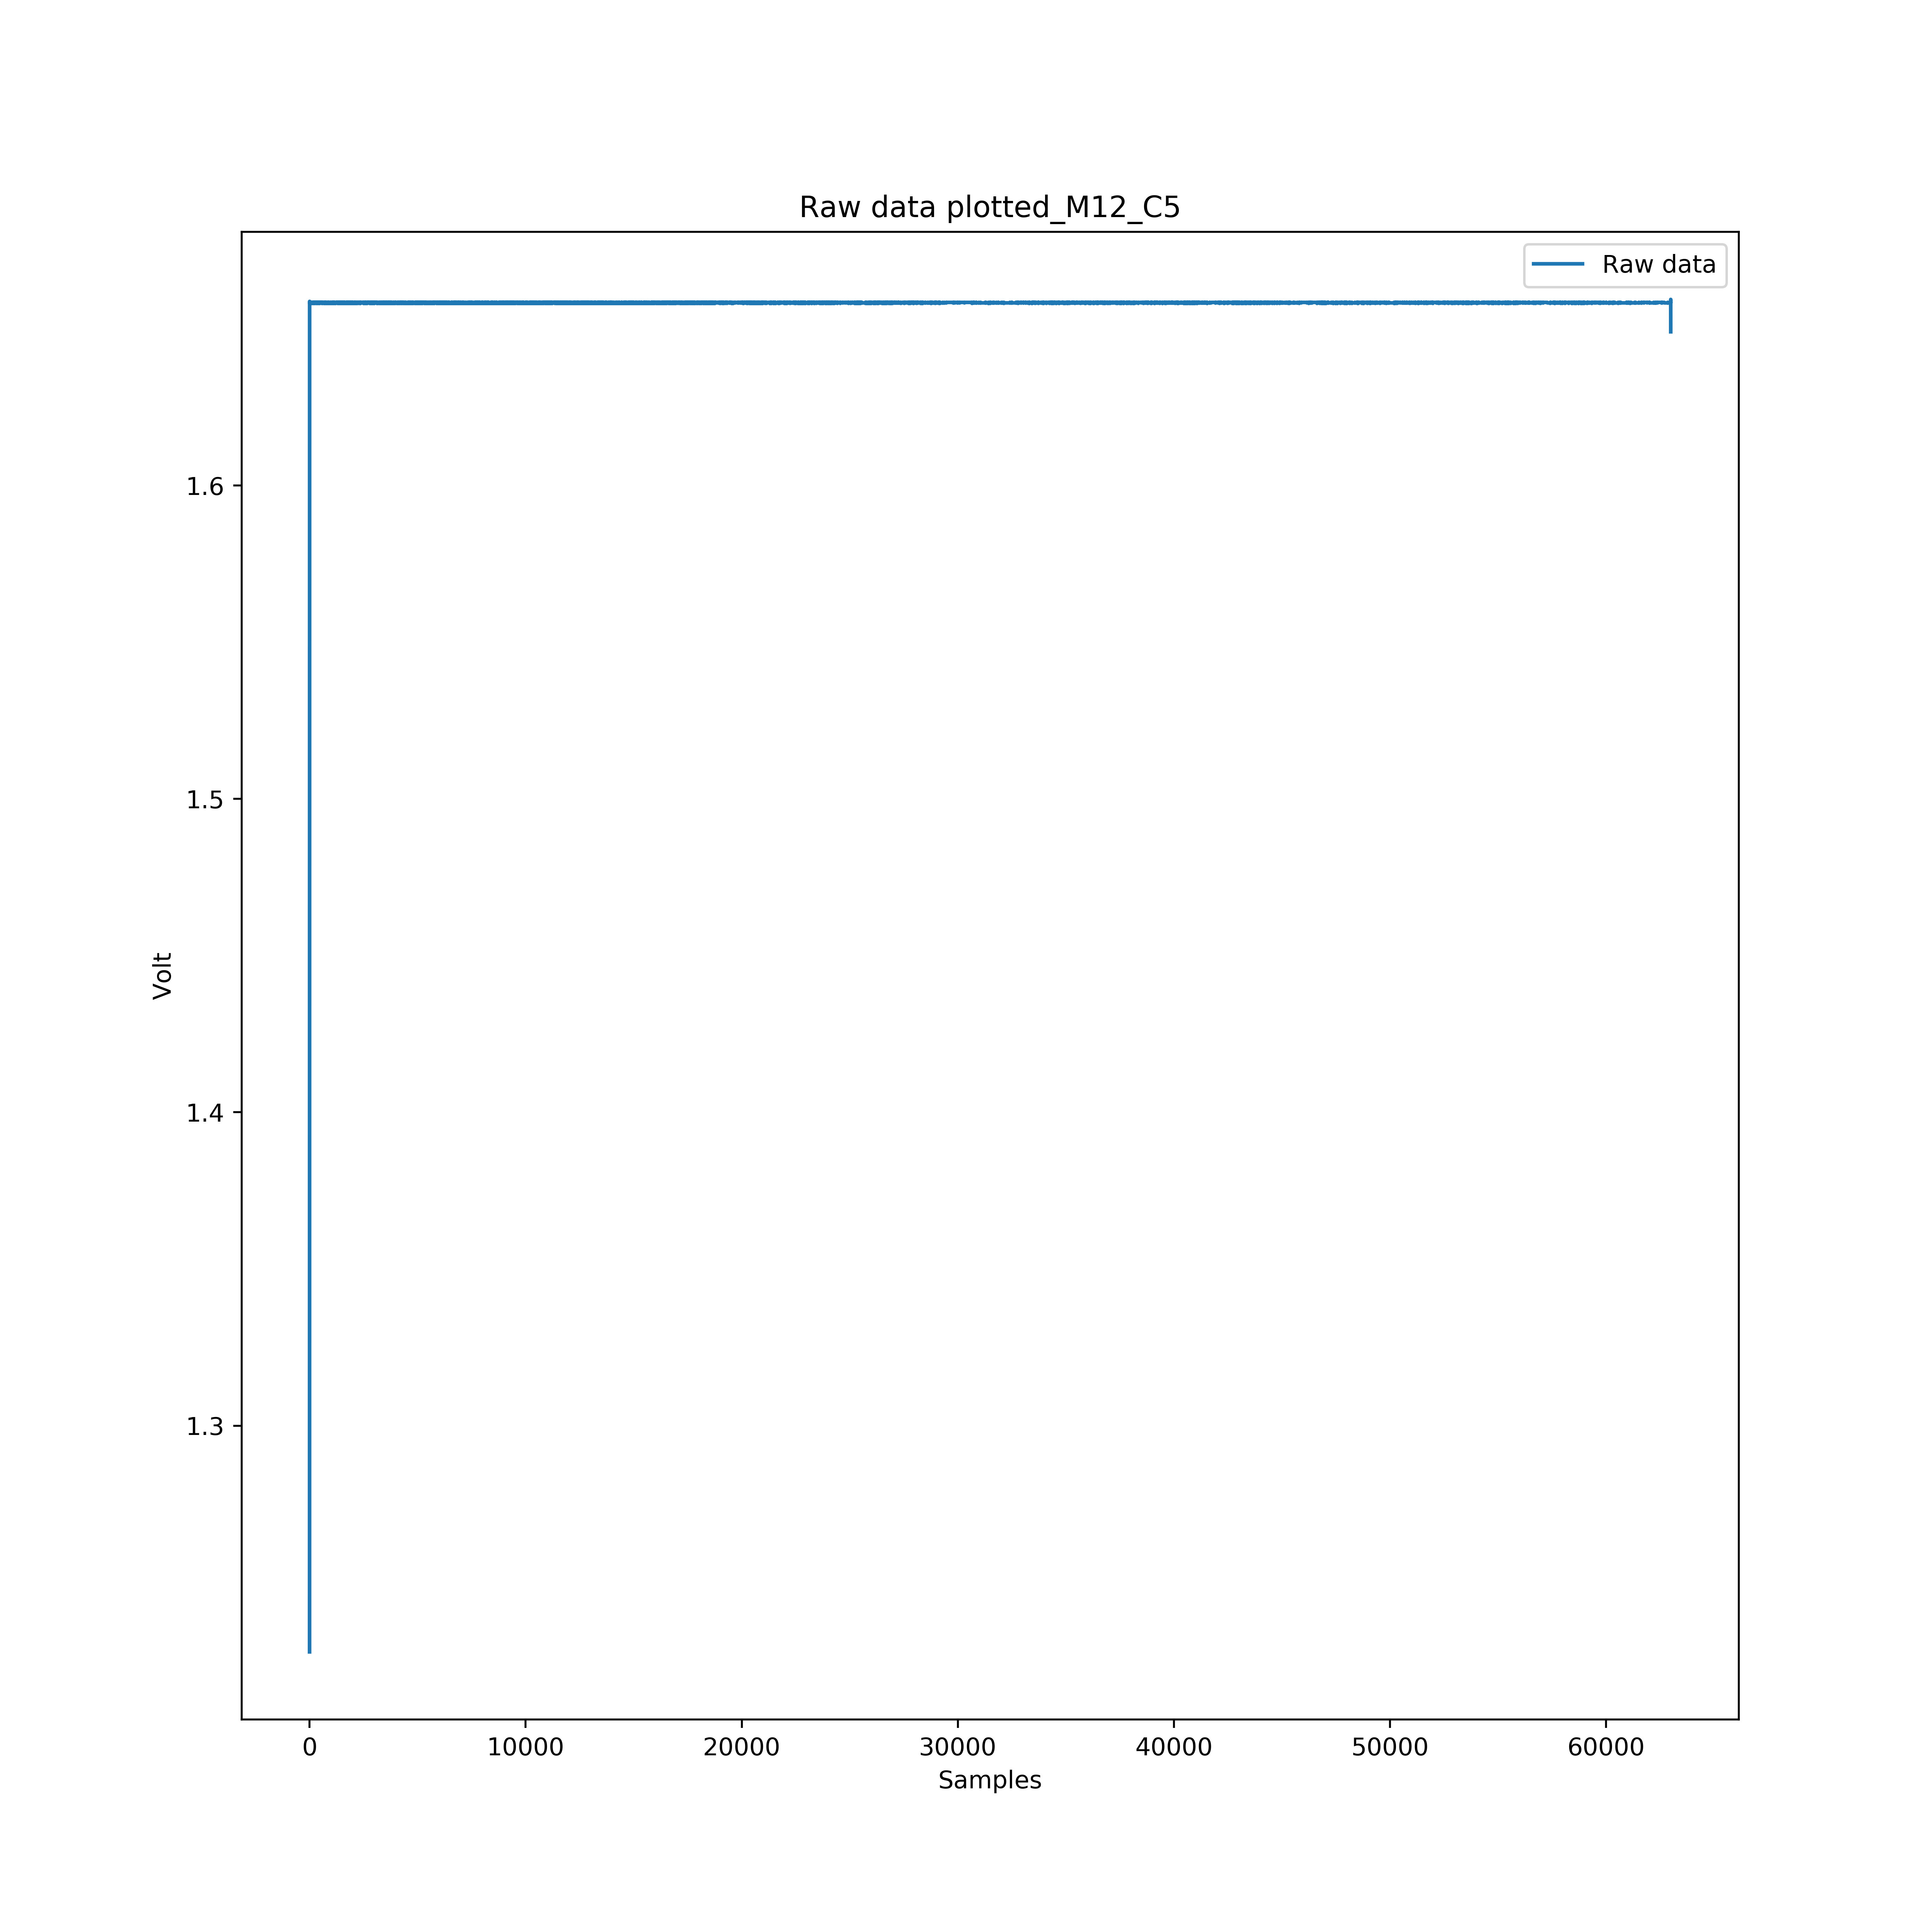 Raw data plotted_M12_C5
Raw data
1.6
1.5
1.4
1.3
Volt
0 10000 20000 30000 40000 50000 60000
Samples